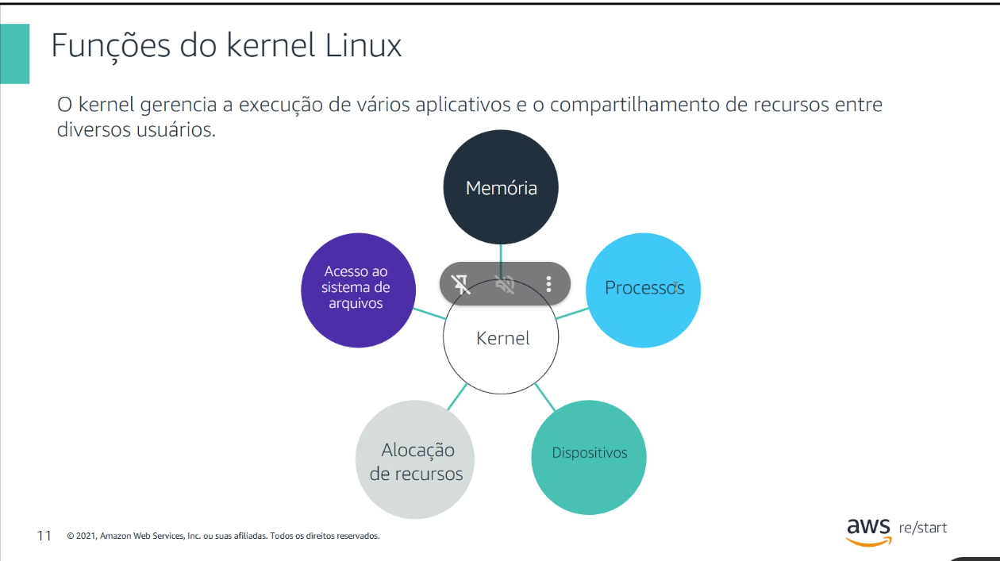 Funções do kernel Linux
O kernel gerencia a execução de vários aplicativos e o compartilhamento de recursos entre
diversos usuários.
Memória
Acesso ao
sistema de
arquivos
Processos
Kernel
Alocação
de recursos
Dispositivos
11
© 2021, Amazon Web Services, Inc. ou suas afiliadas. Todos os direitos reservados.
aws re/start